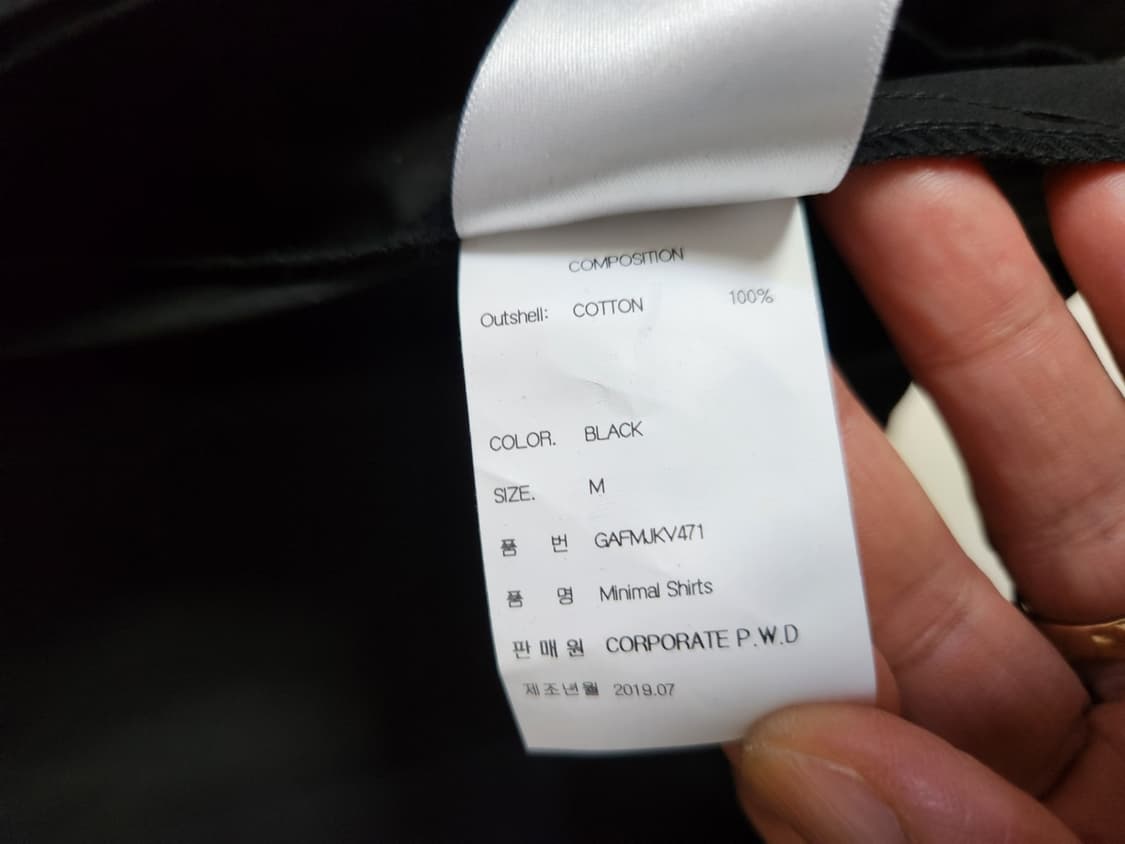 COMPOSITION
Outshell: COTTON 100%
COLOR. BLACK
SIZE. M
품 번 GAFMJKV471
품 명 Minimal Shirts
판 매 원 CORPORATE P.W.D
제조년월 2019.07